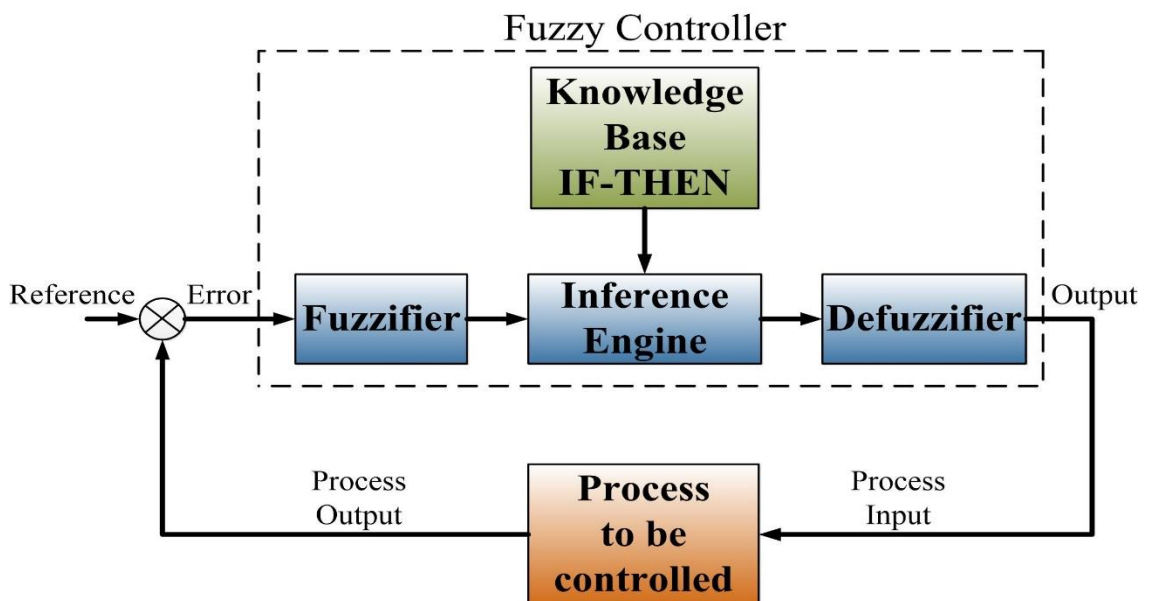 Fuzzy Controller
Knowledge
Base
IF-THEN
Reference
Error
Fuzzifier
Inference
Engine
Defuzzifier
Output
Process
Output
Process
to be
controlled
Process
Input